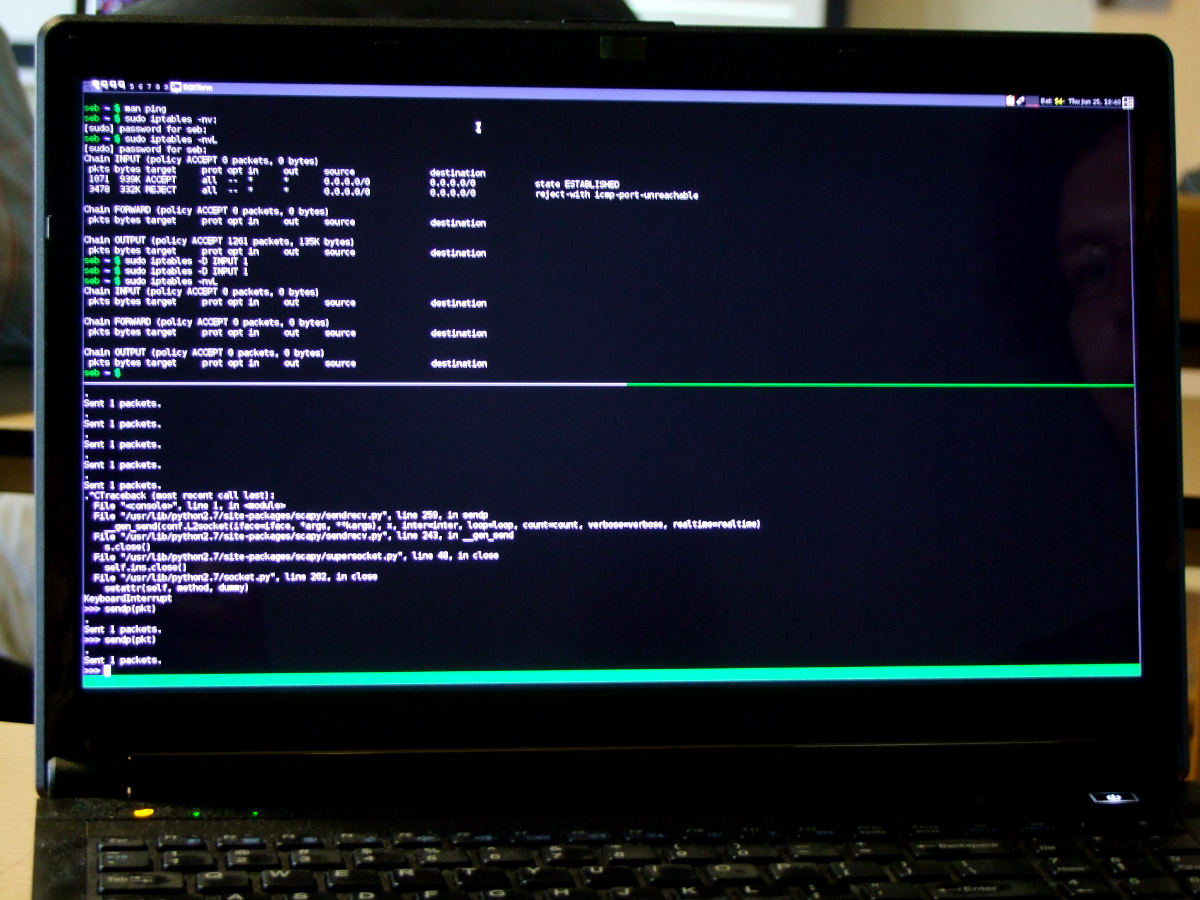 5 6 7 8 9 ROXTerm
Bat: Thu Jun 25, 19:49
seb ~ $ man ping
seb ~ $ sudo iptables -nv:
[sudo] password for seb:
seb ~ $ sudo iptables -nvL
[sudo] password for seb:
Chain INPUT (policy ACCEPT 0 packets, 0 bytes)
pkts bytes target prot opt in out source destination
1071 939K ACCEPT all -- * * 0.0.0.0/0 0.0.0.0/0 state ESTABLISHED
3478 332K REJECT all -- * * 0.0.0.0/0 0.0.0.0/0 reject-with icmp-port-unreachable
Chain FORWARD (policy ACCEPT 0 packets, 0 bytes)
pkts bytes target prot opt in out source destination
Chain OUTPUT (policy ACCEPT 1261 packets, 135K bytes)
pkts bytes target prot opt in out source destination
seb ~ $ sudo iptables -D INPUT 1
seb ~ $ sudo iptables -D INPUT 1
seb ~ $ sudo iptables -nvL
Chain INPUT (policy ACCEPT 0 packets, 0 bytes)
pkts bytes target prot opt in out source destination
Chain FORWARD (policy ACCEPT 0 packets, 0 bytes)
pkts bytes target prot opt in out source destination
Chain OUTPUT (policy ACCEPT 0 packets, 0 bytes)
pkts bytes target prot opt in out source destination
seb ~ $
.
Sent 1 packets.
.
Sent 1 packets.
.
Sent 1 packets.
.
Sent 1 packets.
.
Sent 1 packets.
.^CTraceback (most recent call last):
File "<console>", line 1, in <module>
File "/usr/lib/python2.7/site-packages/scapy/sendrecv.py", line 259, in sendp
__gen_send(conf.L2socket(iface=iface, *args, **kargs), x, inter=inter, loop=loop, count=count, verbose=verbose, realtime=realtime)
File "/usr/lib/python2.7/site-packages/scapy/sendrecv.py", line 243, in __gen_send
s.close()
File "/usr/lib/python2.7/site-packages/scapy/supersocket.py", line 40, in close
self.ins.close()
File "/usr/lib/python2.7/socket.py", line 202, in close
setattr(self, method, dummy)
KeyboardInterrupt
>>> sendp(pkt)
.
Sent 1 packets.
>>> sendp(pkt)
.
Sent 1 packets.
>>>
Backspace
Tab Q W E R T Y U I O P
Enter